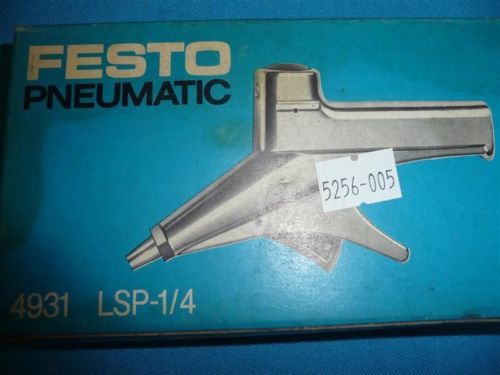 FESTO
PNEUMATIC
5256-005
4931 LSP-1/4